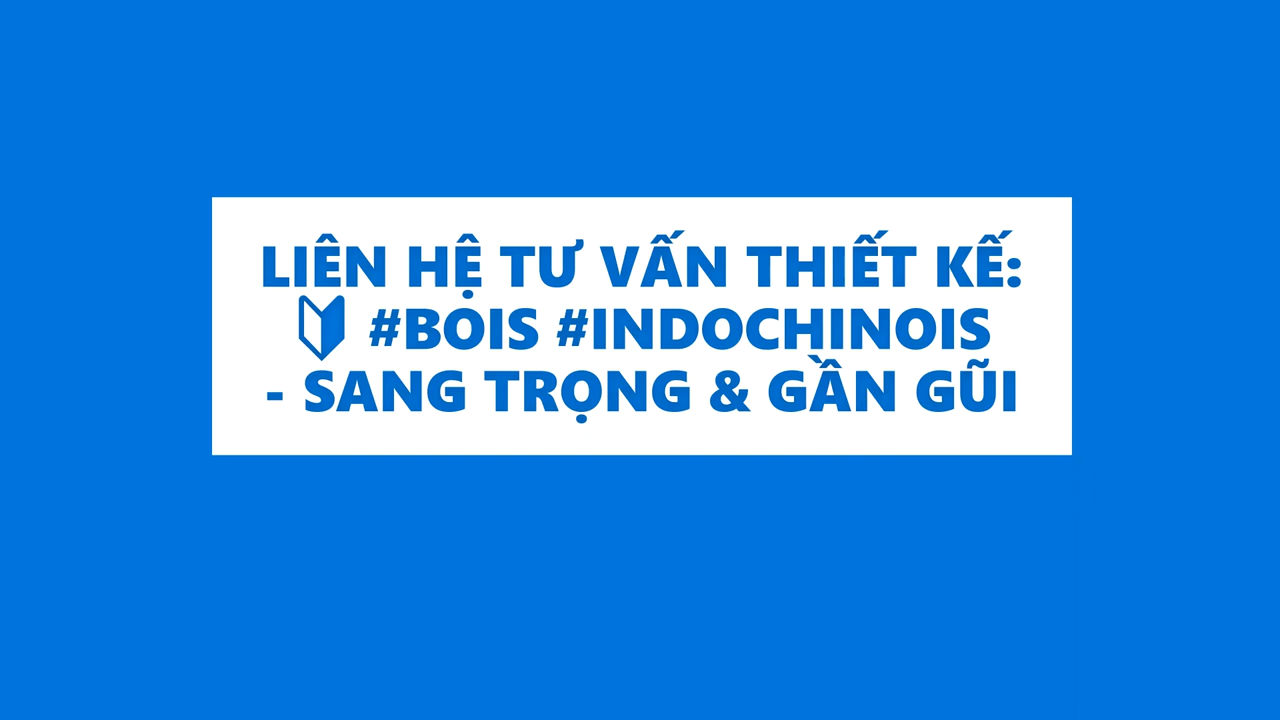 LIÊN HỆ TƯ VẤN THIẾT KẾ:
🔰 #BOIS #INDOCHINOIS
- SANG TRỌNG & GẦN GŨI